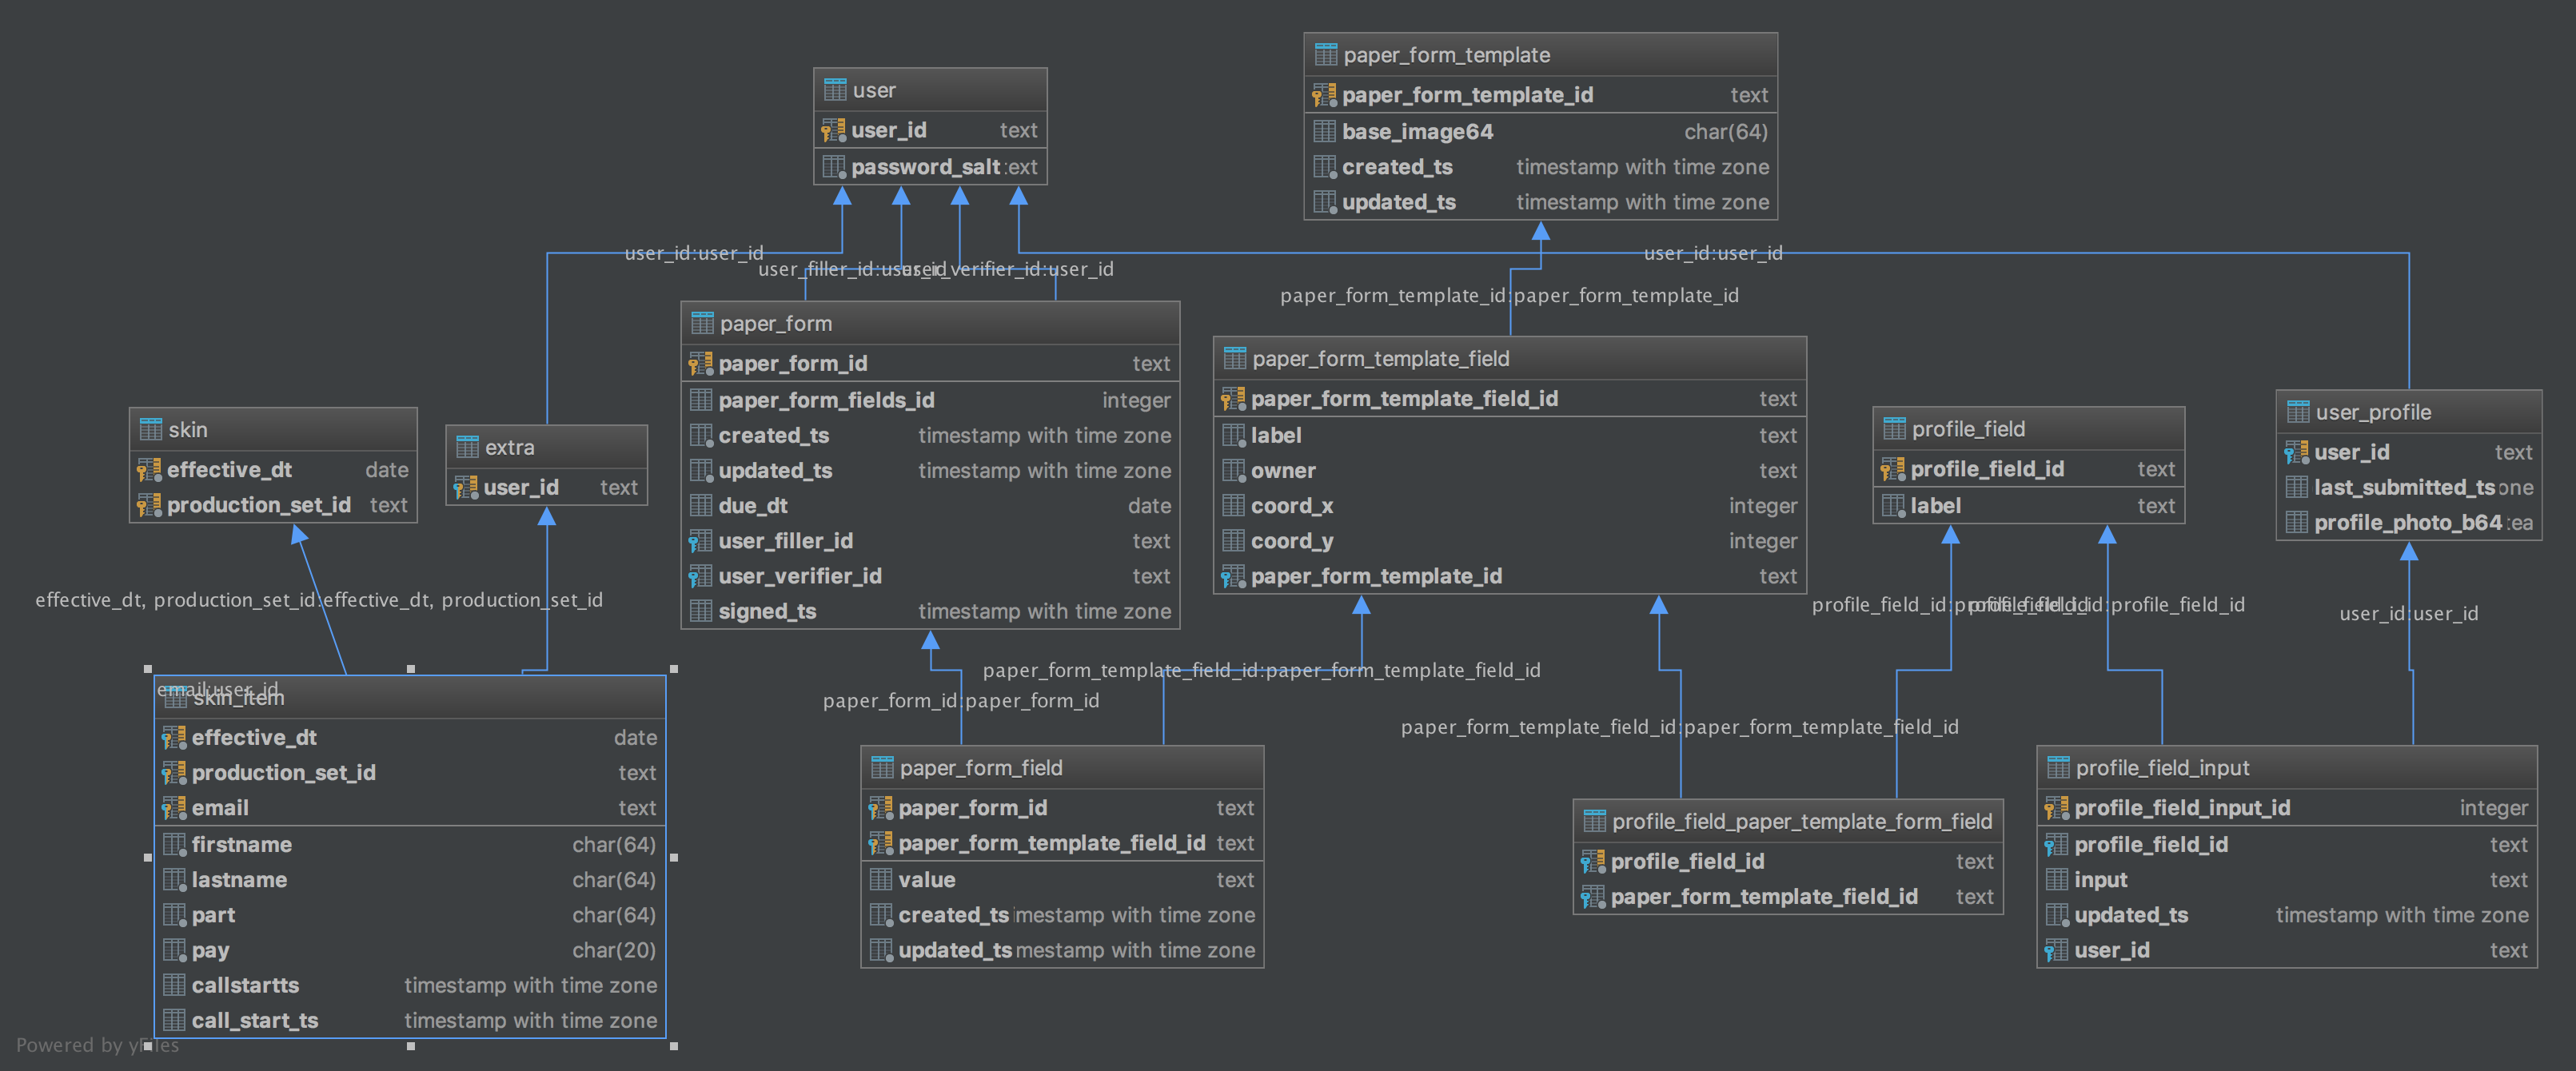 paper_form_template
paper_form_template_id text
base_image64 char(64)
created_ts timestamp with time zone
updated_ts timestamp with time zone
user
user_id text
password_salt :ext
user_id:user_id
user_filler_id:user_id
user_verifier_id:user_id
user_id:user_id
paper_form_template_id:paper_form_template_id
paper_form
paper_form_id text
paper_form_fields_id integer
created_ts timestamp with time zone
updated_ts timestamp with time zone
due_dt date
user_filler_id text
user_verifier_id text
signed_ts timestamp with time zone
paper_form_template_field
paper_form_template_field_id text
label text
owner text
coord_x integer
coord_y integer
paper_form_template_id text
skin
effective_dt date
production_set_id text
extra
user_id text
profile_field
profile_field_id text
label text
user_profile
user_id text
last_submitted_ts one
profile_photo_b64 :ea
effective_dt, production_set_id:effective_dt, production_set_id
profile_field_id:profile_field_id
profile_field_id:profile_field_id
user_id:user_id
email:user_id
paper_form_template_field_id:paper_form_template_field_id
paper_form_id:paper_form_id
paper_form_template_field_id:paper_form_template_field_id
skin_item
effective_dt date
production_set_id text
email text
firstname char(64)
lastname char(64)
part char(64)
pay char(20)
callstartts timestamp with time zone
call_start_ts timestamp with time zone
paper_form_field
paper_form_id text
paper_form_template_field_id text
value text
created_ts imestamp with time zone
updated_ts mestamp with time zone
profile_field_paper_template_form_field
profile_field_id text
paper_form_template_field_id text
profile_field_input
profile_field_input_id integer
profile_field_id text
input text
updated_ts timestamp with time zone
user_id text
Powered by yFiles